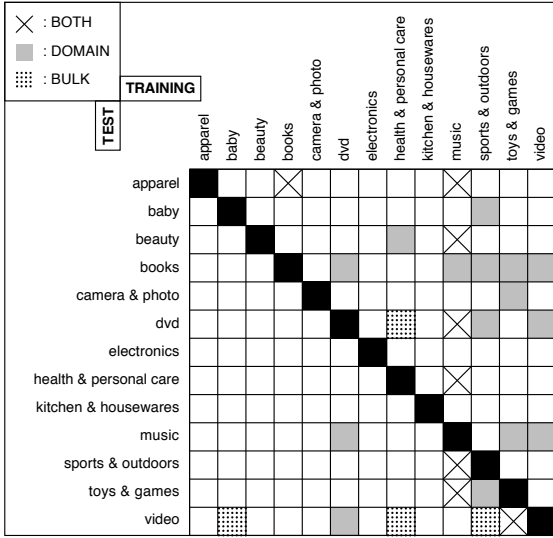 : BOTH
: DOMAIN
: BULK
TRAINING
TEST
apparel
baby
beauty
books
camera & photo
dvd
electronics
health & personal care
kitchen & housewares
music
sports & outdoors
toys & games
video
apparel
baby
beauty
books
camera & photo
dvd
electronics
health & personal care
kitchen & housewares
music
sports & outdoors
toys & games
video